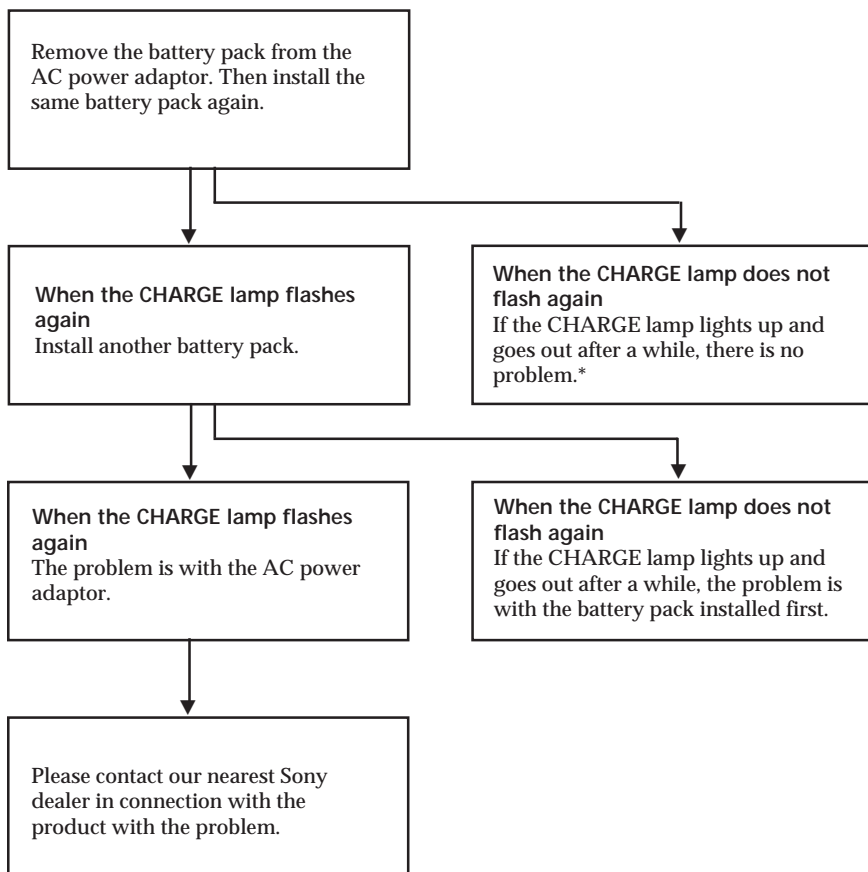 Remove the battery pack from the
AC power adaptor. Then install the
same battery pack again.
When the CHARGE lamp flashes
again
Install another battery pack.
When the CHARGE lamp does not
flash again
If the CHARGE lamp lights up and
goes out after a while, there is no
problem.*
When the CHARGE lamp flashes
again
The problem is with the AC power
adaptor.
When the CHARGE lamp does not
flash again
If the CHARGE lamp lights up and
goes out after a while, the problem is
with the battery pack installed first.
Please contact our nearest Sony
dealer in connection with the
product with the problem.